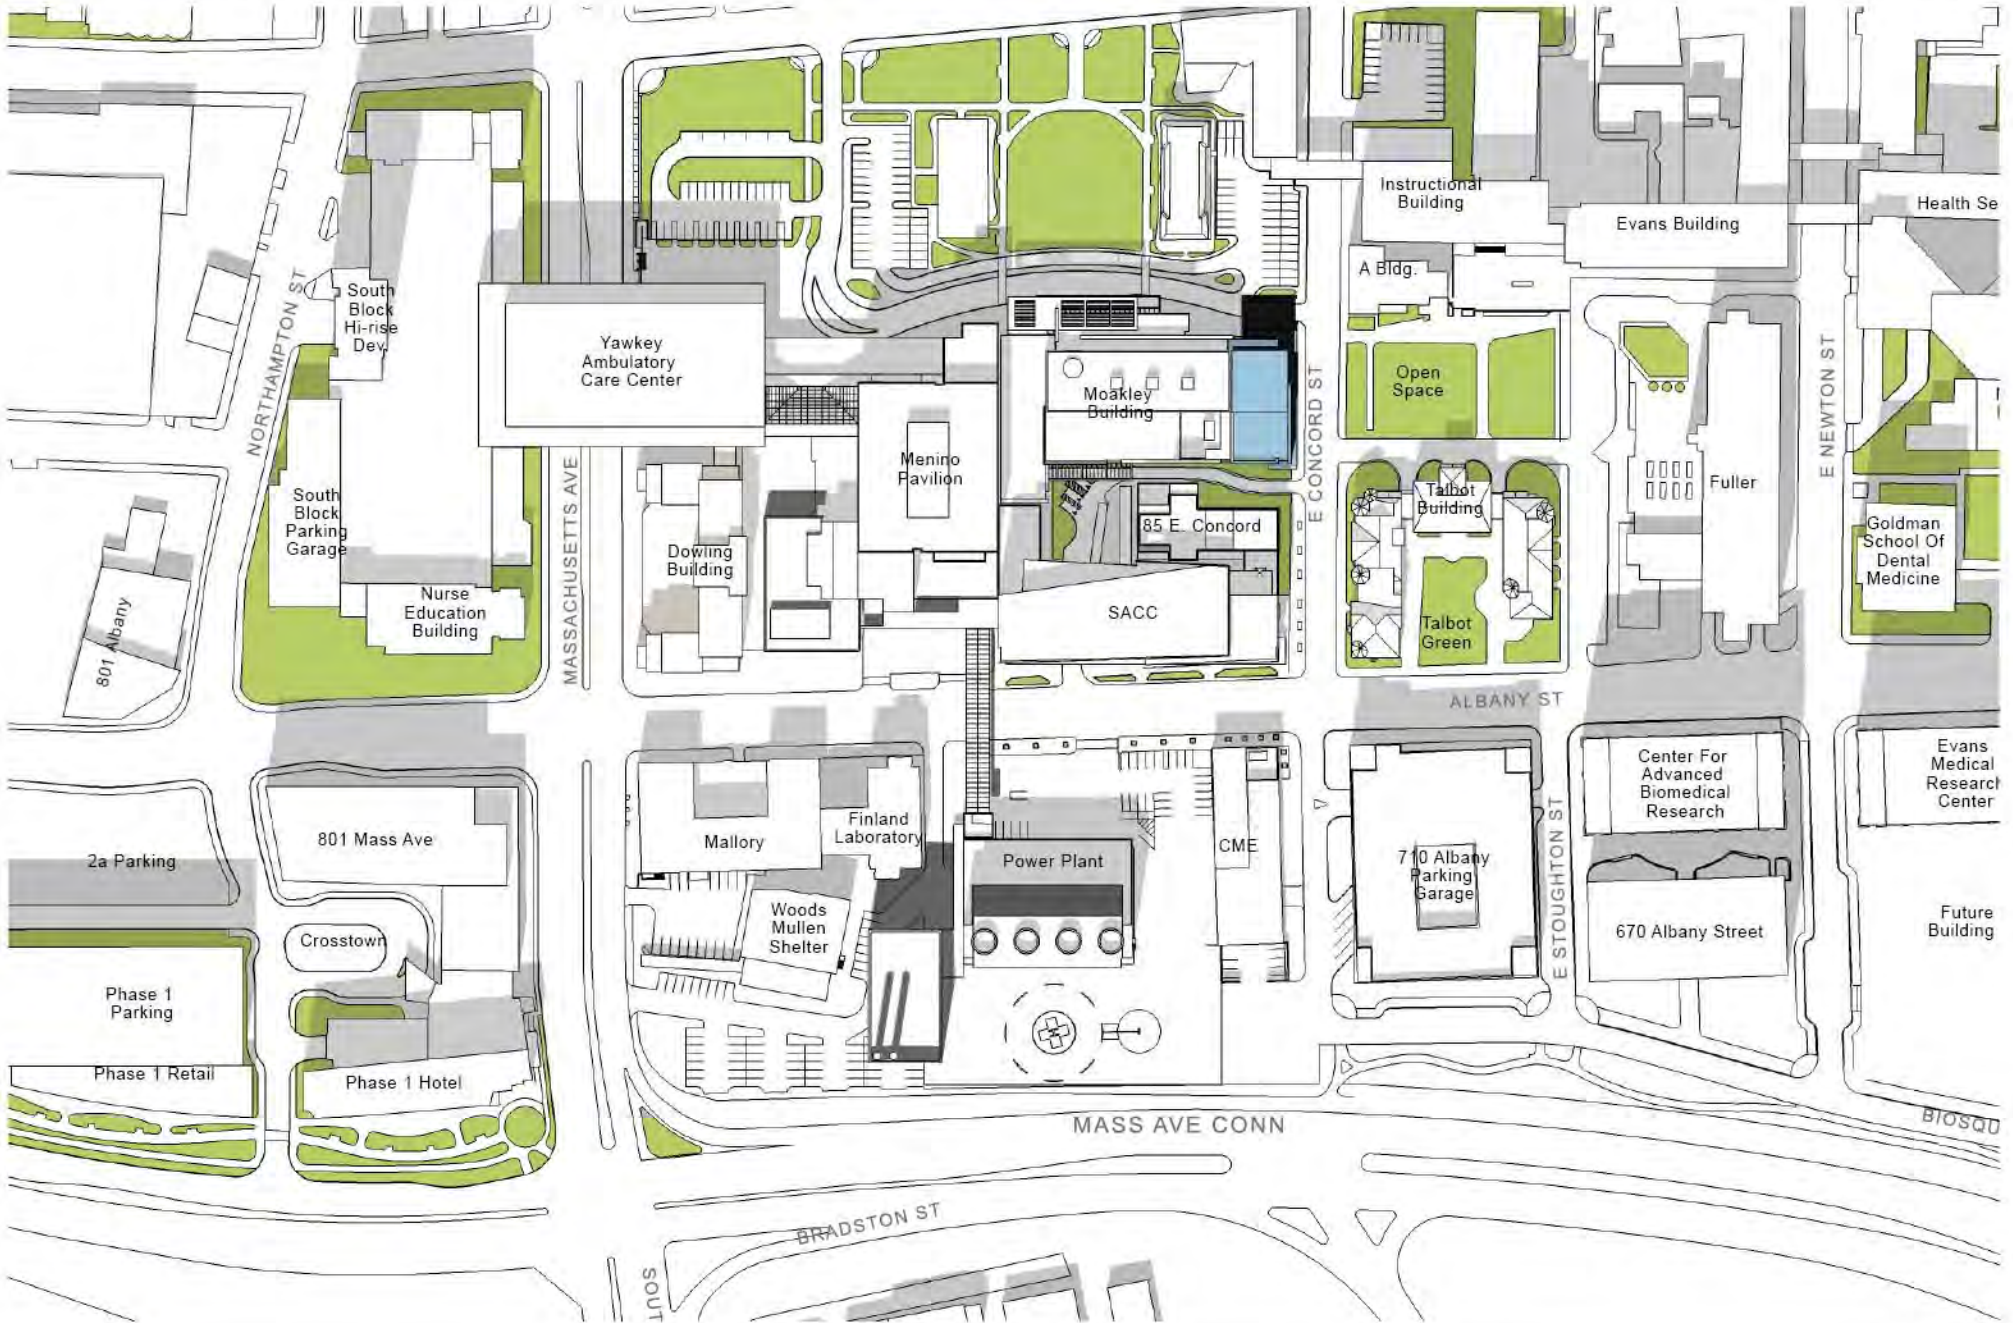 Instructional
Building
Evans Building
Health Se
A Bldg.
South
Block
Hi-rise
Dev.
NORTHAMPTON ST
Yawkey
Ambulatory
Care Center
Moakley
Building
E CONCORD ST
Open
Space
E NEWTON ST
Menino
Pavilion
Talbot
Building
Fuller
South
Block
Parking
Garage
MASSACHUSETTS AVE
Dowling
Building
85 E. Concord
Goldman
School Of
Dental
Medicine
801 Albany
Nurse
Education
Building
SACC
Talbot
Green
ALBANY ST
801 Mass Ave
2a Parking
Mallory
Finland
Laboratory
Power Plant
CME
710 Albany
Parking
Garage
E STOUGHTON ST
Center For
Advanced
Biomedical
Research
Evans
Medical
Research
Center
Crosstown
Woods
Mullen
Shelter
670 Albany Street
Future
Building
Phase 1
Parking
Phase 1 Retail
Phase 1 Hotel
MASS AVE CONN
BIOSQU
BRADSTON ST
SOUT